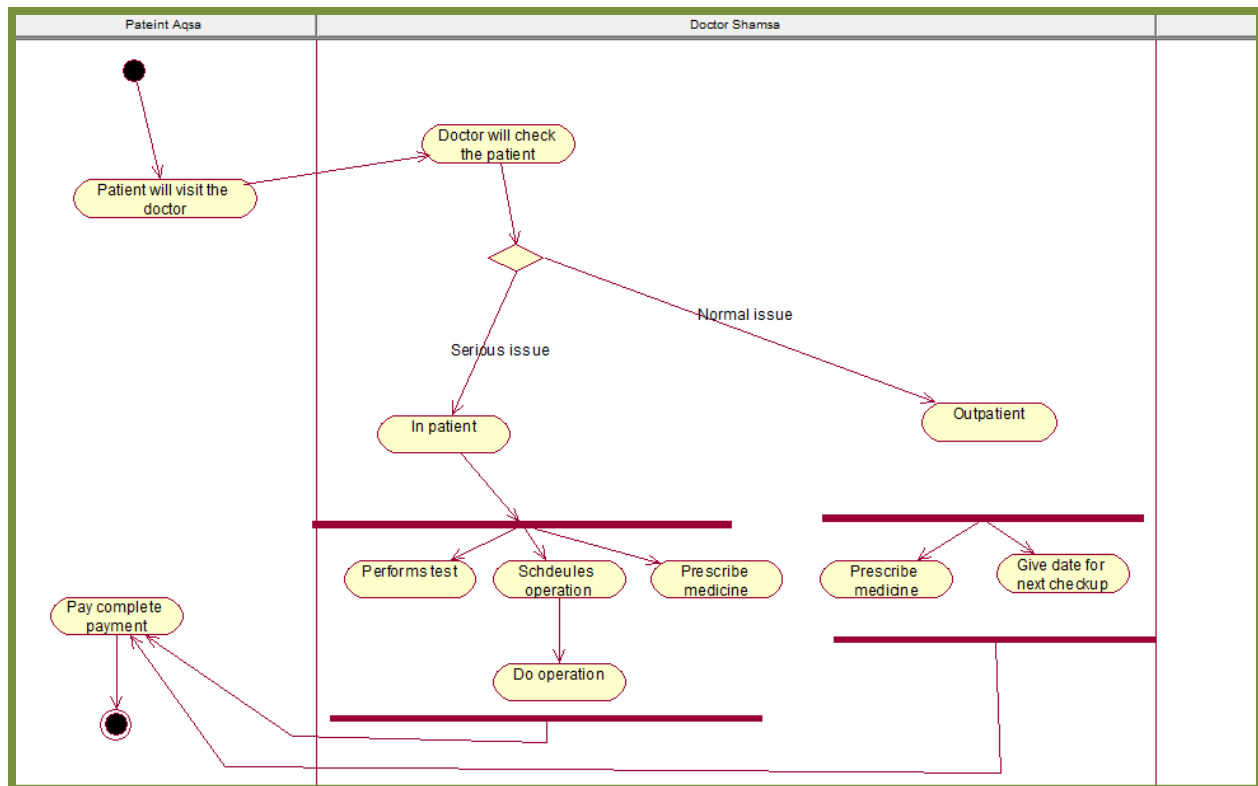 Pateint Aqsa
Doctor Shamsa
Doctor will check
the patient
Patient will visit the
doctor
Normal issue
Serious issue
In patient
Outpatient
Performs test
Schdeules
operation
Prescribe
medicine
Prescribe
medicine
Give date for
next checkup
Pay complete
payment
Do operation